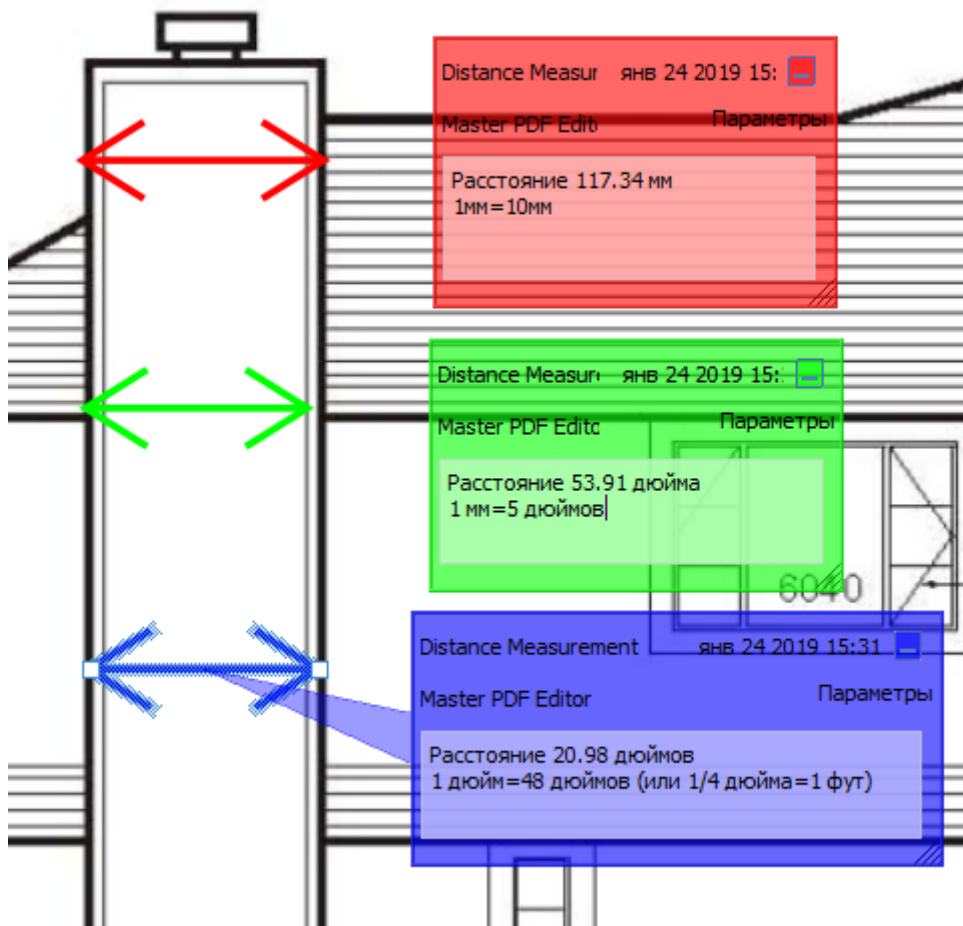 Distance Measur янв 24 2019 15:
Master PDF Edit Параметры
Расстояние 117.34 мм
1мм=10мм
Distance Measure янв 24 2019 15:
Master PDF Edito Параметры
Расстояние 53.91 дюйма
1 мм=5 дюймов
6040
Distance Measurement янв 24 2019 15:31
Master PDF Editor Параметры
Расстояние 20.98 дюймов
1 дюйм=48 дюймов (или 1/4 дюйма=1 фут)